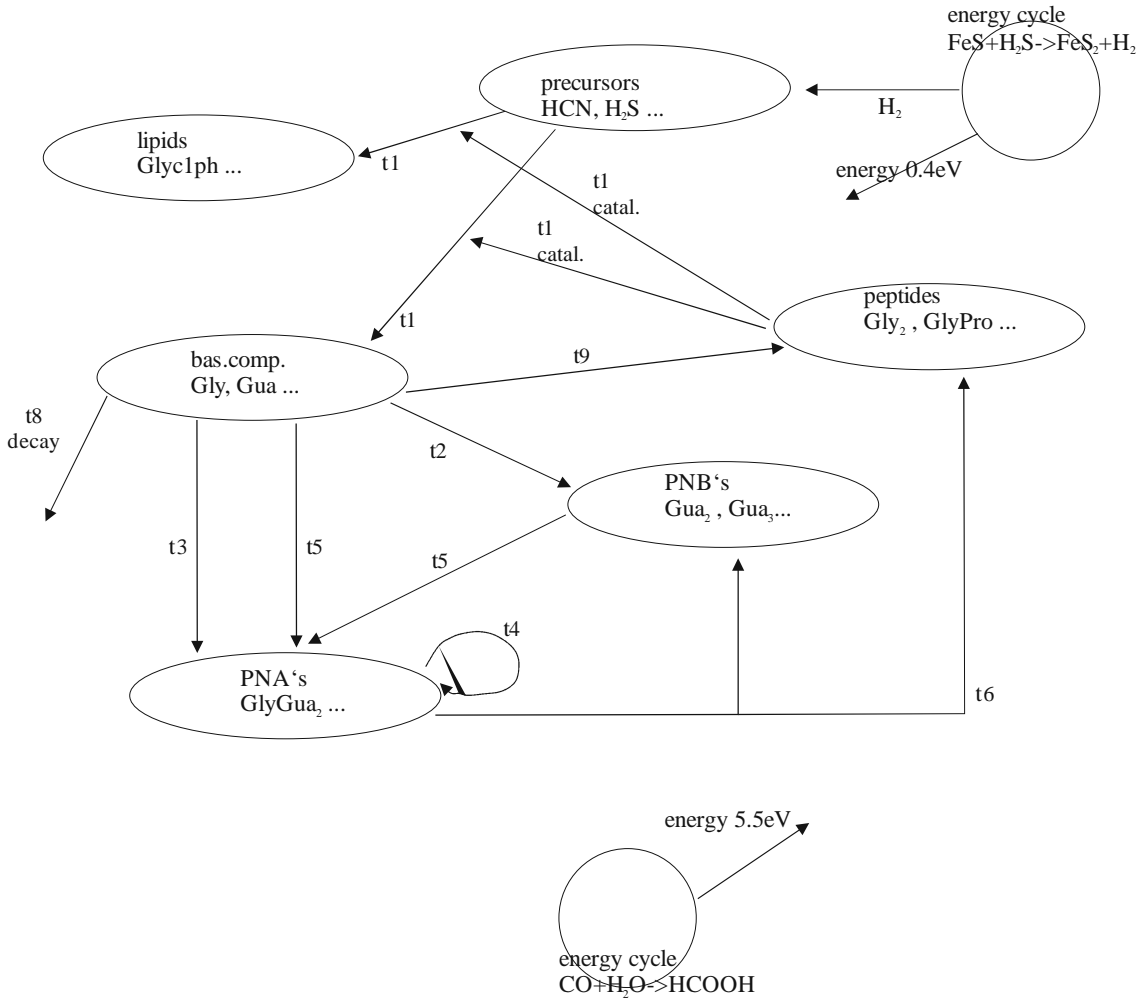 energy cycle
FeS+H₂S->FeS₂+H₂
precursors
HCN, H₂S ...
H₂
lipids
Glyc1ph ...
t1
energy 0.4eV
t1
catal.
t1
catal.
peptides
Gly₂ , GlyPro ...
t1
bas.comp.
Gly, Gua ...
t9
t8
decay
t2
PNB‘s
Gua₂ , Gua₃...
t3
t5
t5
t4
PNA‘s
GlyGua₂ ...
t6
energy 5.5eV
energy cycle
CO+H₂O->HCOOH